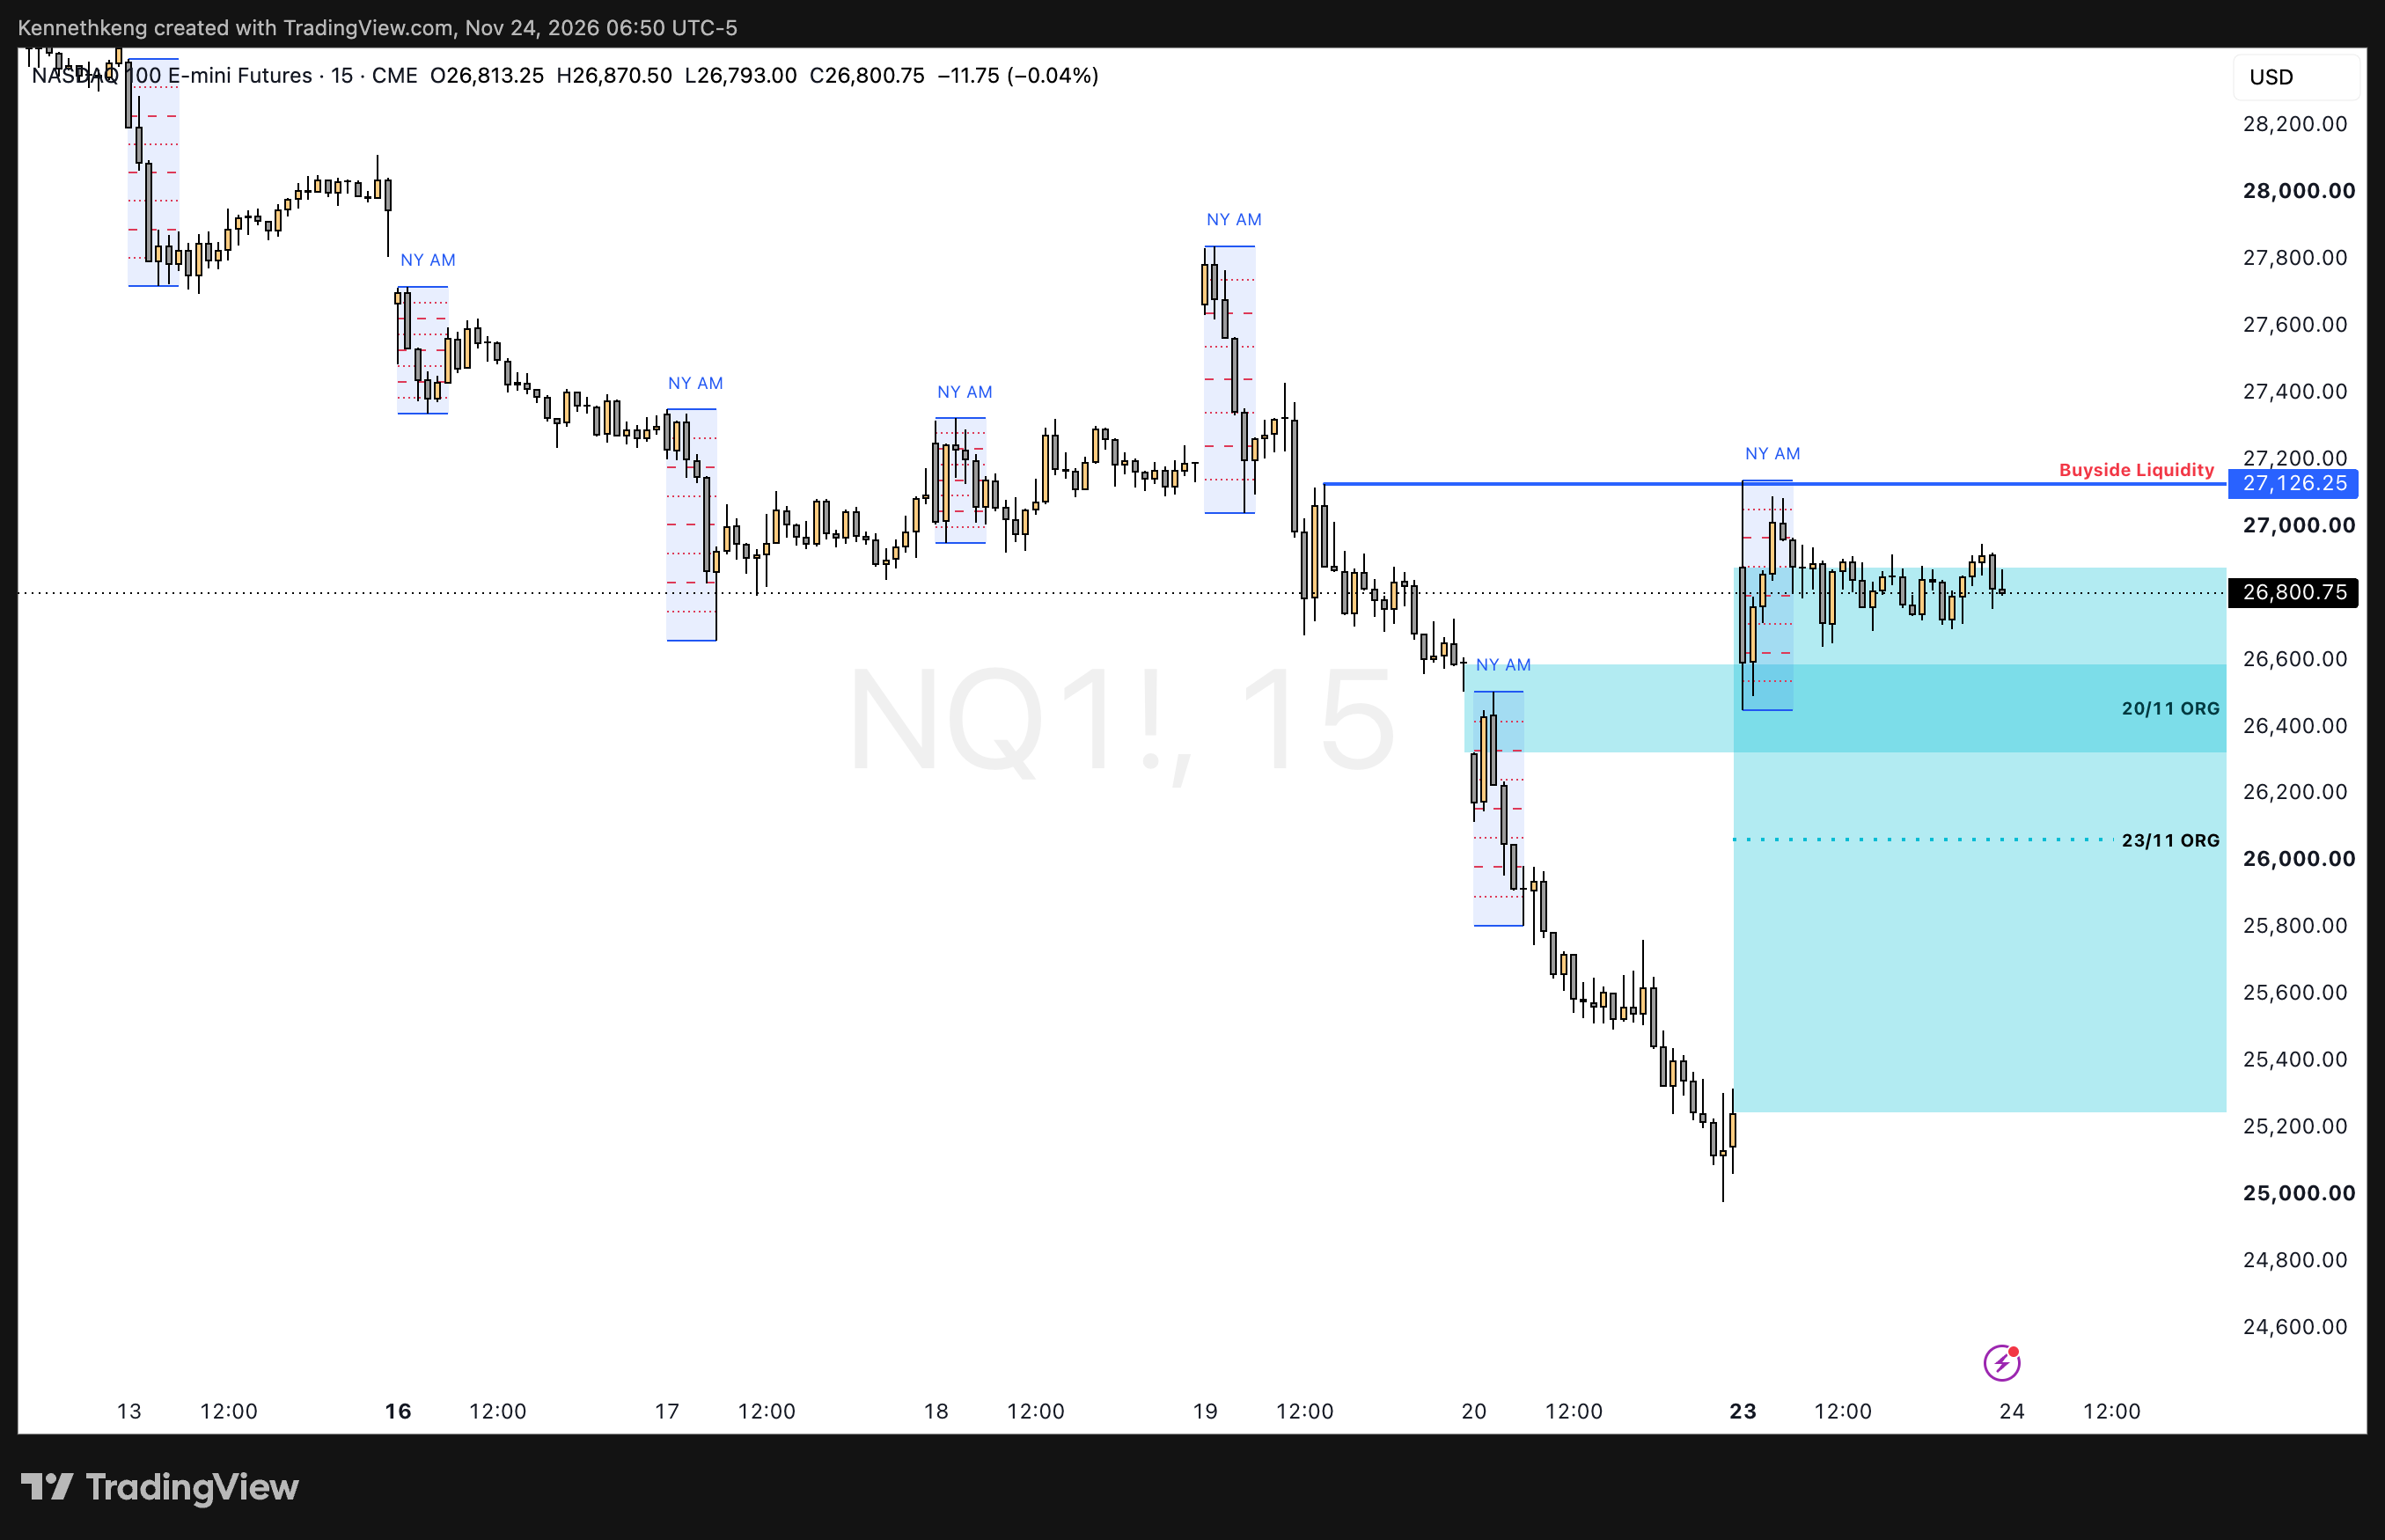 Kennethkeng created with TradingView.com, Nov 24, 2026 06:50 UTC-5
NASDAQ 100 E-mini Futures · 15 · CME O26,813.25 H26,870.50 L26,793.00 C26,800.75 −11.75 (−0.04%)
USD
28,200.00
28,000.00
27,800.00
27,600.00
27,400.00
27,200.00
27,126.25
27,000.00
26,800.75
26,600.00
26,400.00
26,200.00
26,000.00
25,800.00
25,600.00
25,400.00
25,200.00
25,000.00
24,800.00
24,600.00
NY AM
NY AM
NY AM
NY AM
NY AM
NY AM
Buyside Liquidity
20/11 ORG
23/11 ORG
NQ1!, 15
13 12:00 16 12:00 17 12:00 18 12:00 19 12:00 20 12:00 23 12:00 24 12:00
TradingView